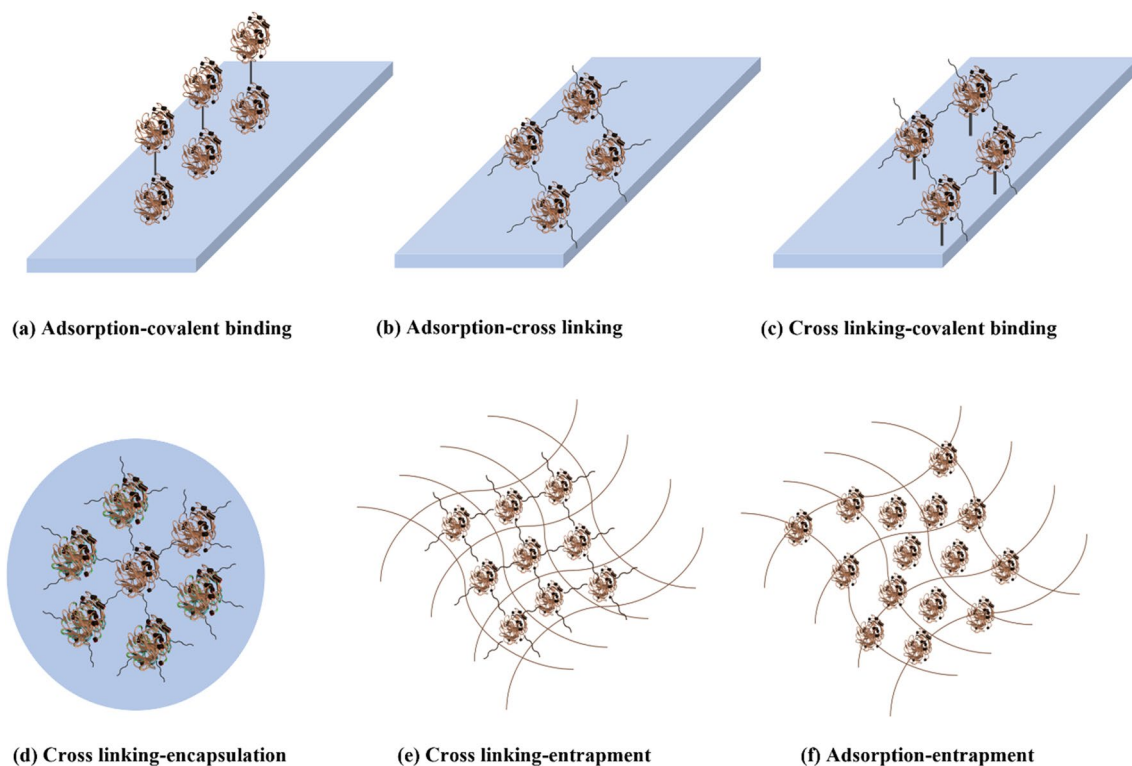 (a) Adsorption-covalent binding
(b) Adsorption-cross linking
(c) Cross linking-covalent binding
(d) Cross linking-encapsulation
(e) Cross linking-entrapment
(f) Adsorption-entrapment